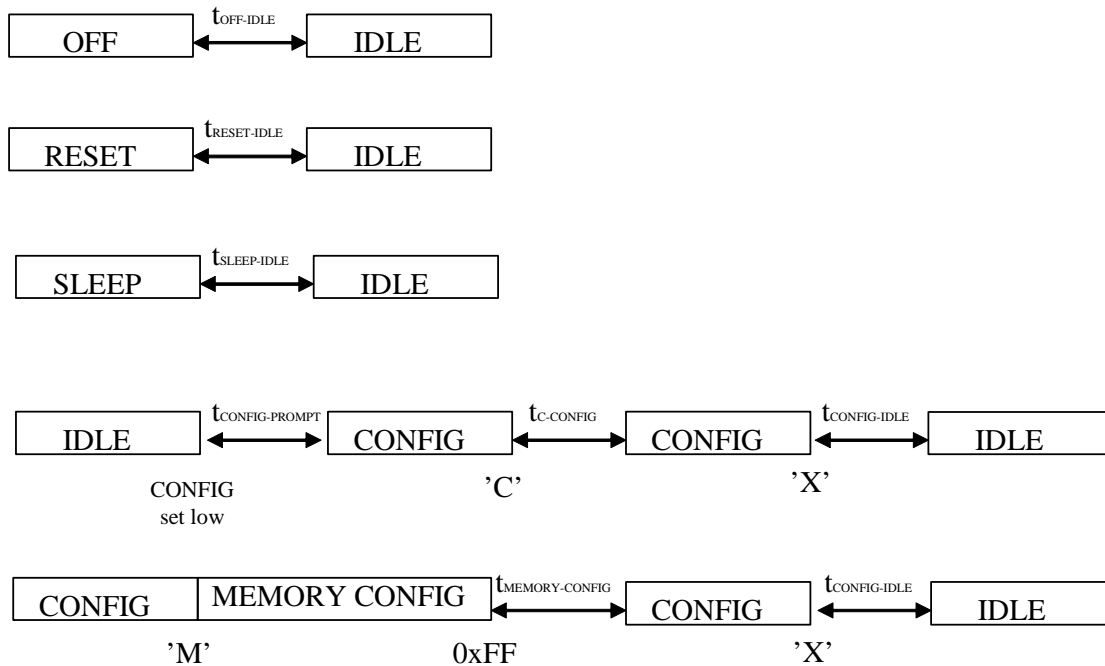 tOFF-IDLE
OFF IDLE
tRESET-IDLE
RESET IDLE
tSLEEP-IDLE
SLEEP IDLE
tCONFIG-PROMPT tC-CONFIG tCONFIG-IDLE
IDLE CONFIG CONFIG IDLE
CONFIG
set low
’C’ ’X’
tMEMORY-CONFIG tCONFIG-IDLE
CONFIG MEMORY CONFIG CONFIG IDLE
’M’ 0xFF ’X’